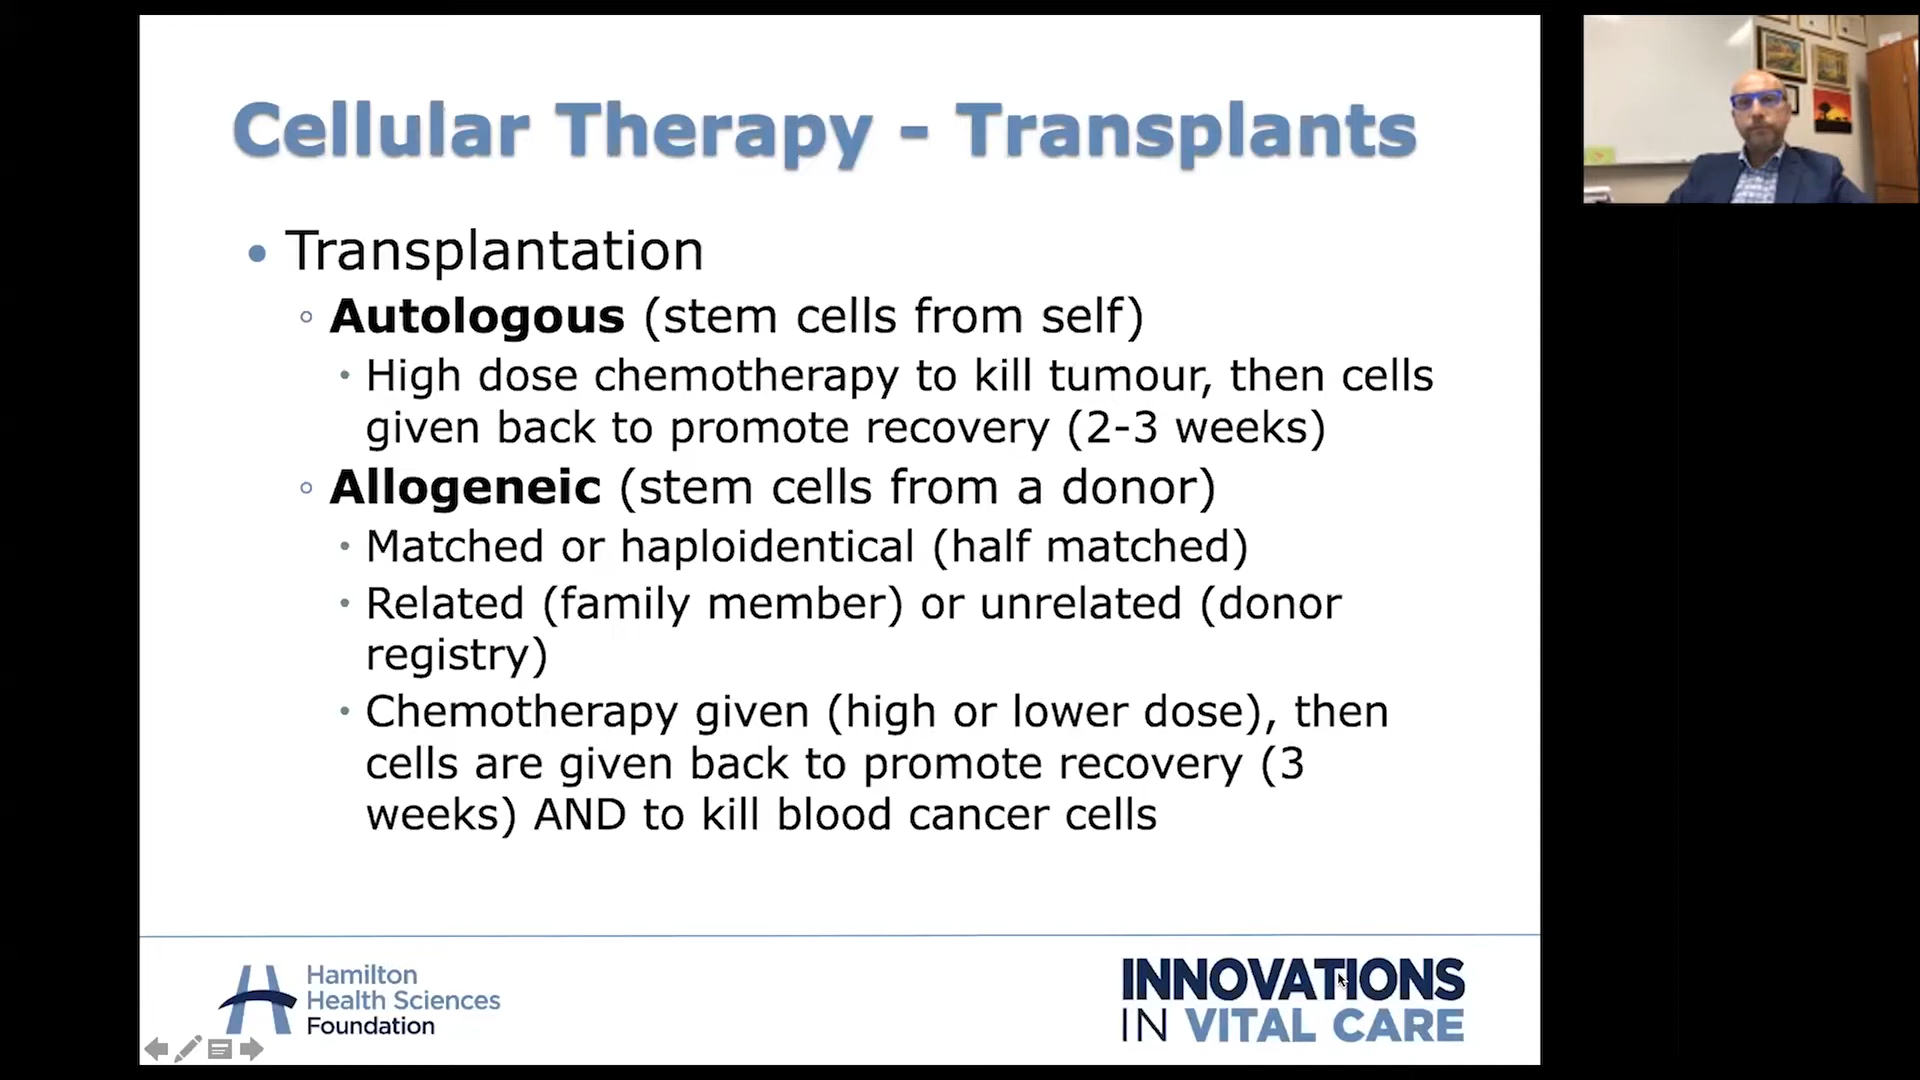 Cellular Therapy - Transplants
• Transplantation
◦ Autologous (stem cells from self)
• High dose chemotherapy to kill tumour, then cells
given back to promote recovery (2-3 weeks)
◦ Allogeneic (stem cells from a donor)
• Matched or haploidentical (half matched)
• Related (family member) or unrelated (donor
registry)
• Chemotherapy given (high or lower dose), then
cells are given back to promote recovery (3
weeks) AND to kill blood cancer cells
Hamilton
Health Sciences
Foundation
INNOVATIONS
IN VITAL CARE